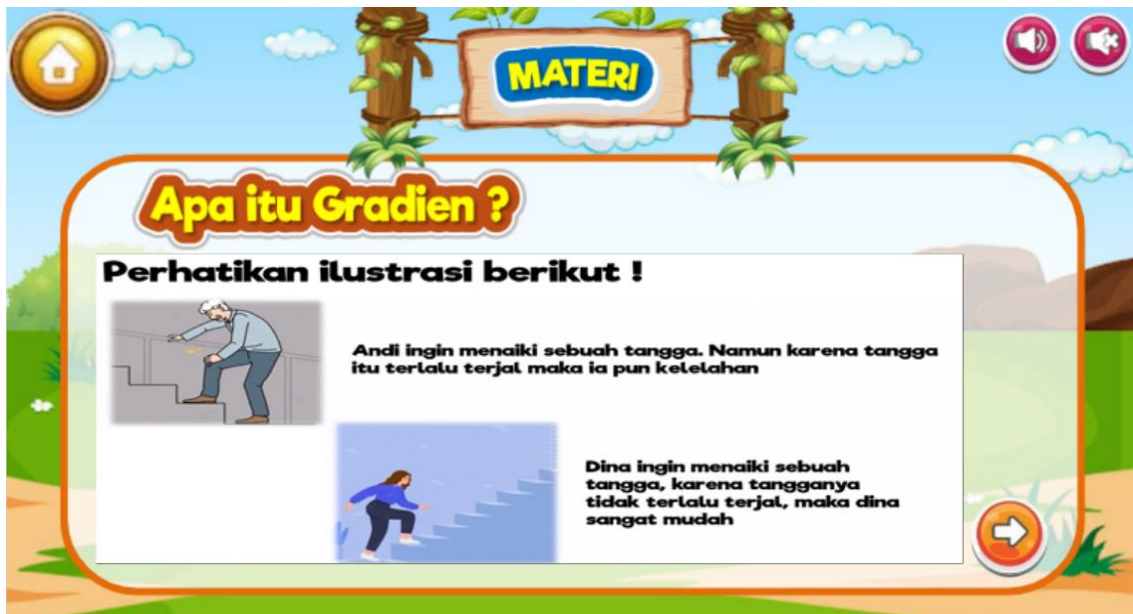 MATERI
Apa itu Gradien ?
Perhatikan ilustrasi berikut !
Andi ingin menaiki sebuah tangga. Namun karena tangga
itu terlalu terjal maka ia pun kelelahan
Dina ingin menaiki sebuah
tangga, karena tangganya
tidak terlalu terjal, maka dina
sangat mudah